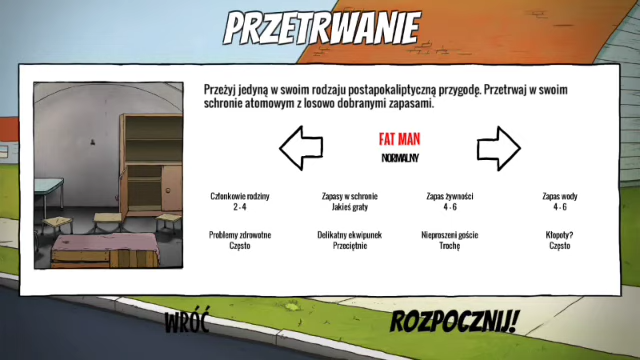 PRZETRWANIE
Przeżyj jedyną w swoim rodzaju postapokaliptyczną przygodę. Przetrwaj w swoim
schronie atomowym z losowo dobranymi zapasami.
FAT MAN
NORMALNY
Członkowie rodziny
2 - 4
Zapasy w schronie
Jakieś graty
Zapas żywności
4 - 6
Zapas wody
4 - 6
Problemy zdrowotne
Często
Delikatny ekwipunek
Przeciętnie
Nieproszeni goście
Trochę
Kłopoty?
Często
WRÓĆ
ROZPOCZNIJ!